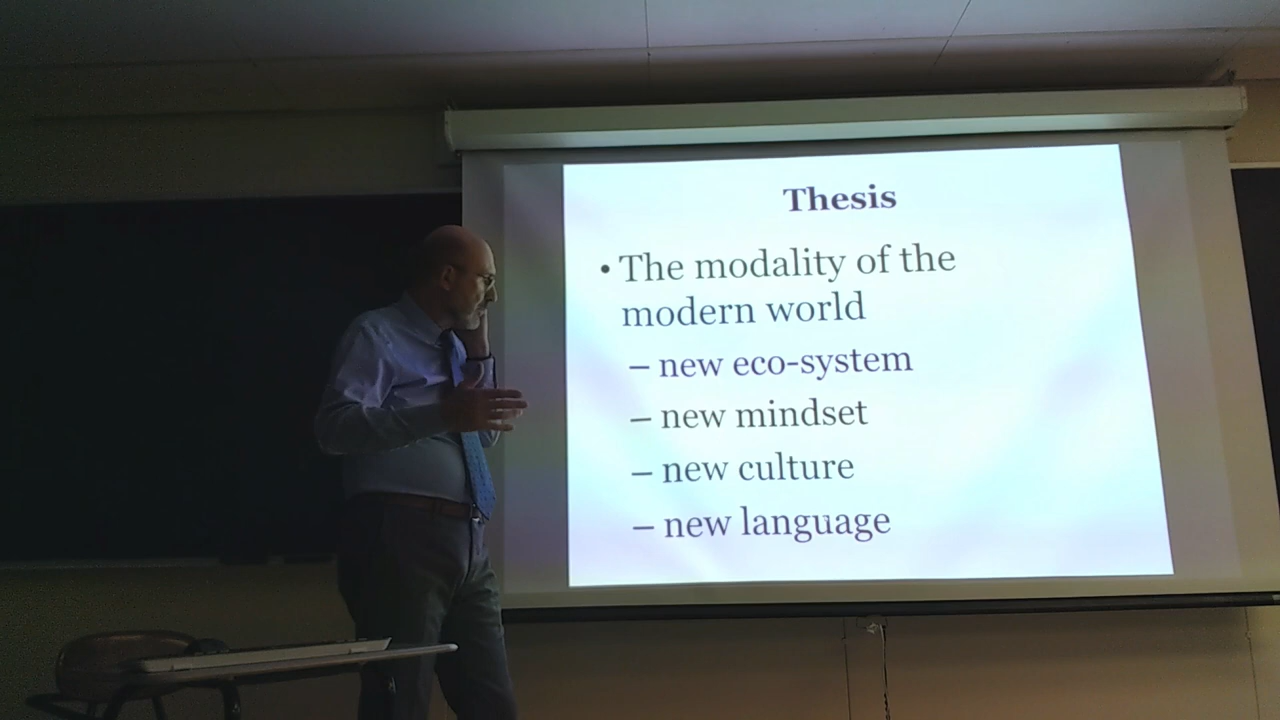 Thesis
• The modality of the
modern world
– new eco-system
– new mindset
– new culture
– new language